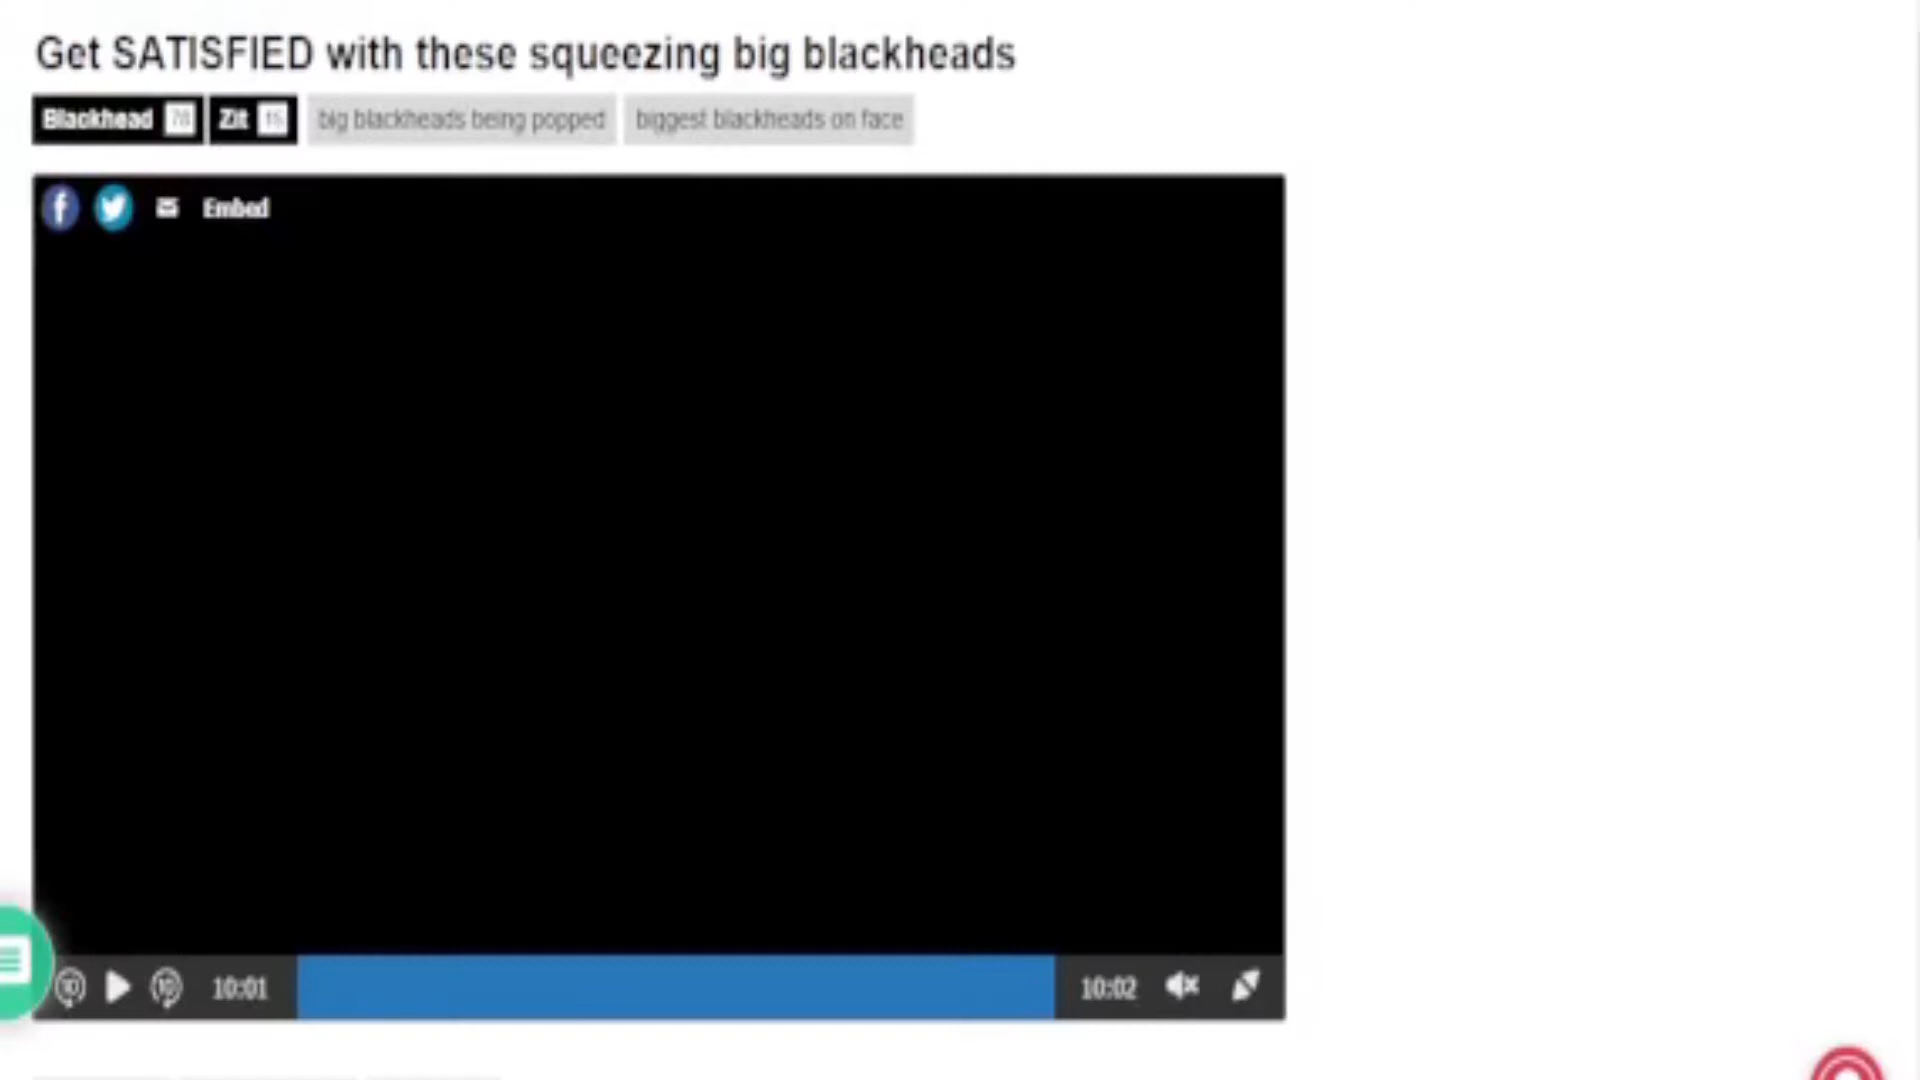 Get SATISFIED with these squeezing big blackheads
Blackhead Zit big blackheads being popped biggest blackheads on face
f Embed
10:01 10:02